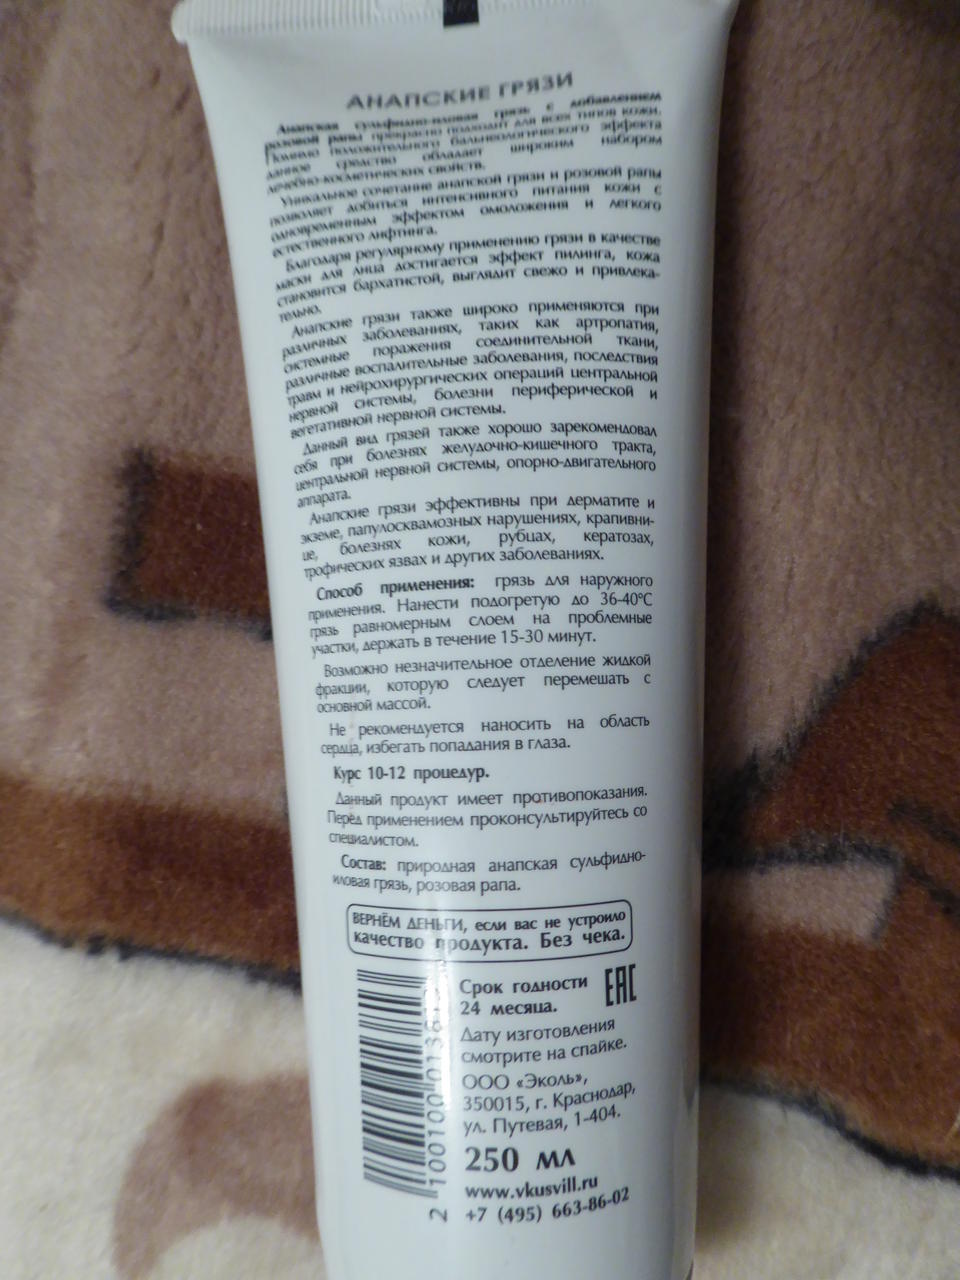 АНАПСКИЕ ГРЯЗИ
Анапская сульфидно-иловая грязь с добавлением
розовой рапы прекрасно подходит для всех типов кожи.
Помимо положительного бальнеологического эффекта
данное средство обладает широким набором
лечебно-косметических свойств.
Уникальное сочетание анапской грязи и розовой рапы
позволяет добиться интенсивного питания кожи с
одновременным эффектом омоложения и легкого
естественного лифтинга.
Благодаря регулярному применению грязи в качестве
маски для лица достигается эффект пилинга, кожа
становится бархатистой, выглядит свежо и привлека-
тельно.
Анапские грязи также широко применяются при
различных заболеваниях, таких как артропатия,
системные поражения соединительной ткани,
различные воспалительные заболевания, последствия
травм и нейрохирургических операций центральной
нервной системы, болезни периферической и
вегетативной нервной системы.
Данный вид грязей также хорошо зарекомендовал
себя при болезнях желудочно-кишечного тракта,
центральной нервной системы, опорно-двигательного
аппарата.
Анапские грязи эффективны при дерматите и
экземе, папулосквамозных нарушениях, крапивни-
це, болезнях кожи, рубцах, кератозах,
трофических язвах и других заболеваниях.
Способ применения: грязь для наружного
применения. Нанести подогретую до 36-40°С
грязь равномерным слоем на проблемные
участки, держать в течение 15-30 минут.
Возможно незначительное отделение жидкой
фракции, которую следует перемешать с
основной массой.
Не рекомендуется наносить на область
сердца, избегать попадания в глаза.
Курс 10-12 процедур.
Данный продукт имеет противопоказания.
Перед применением проконсультируйтесь со
специалистом.
Состав: природная анапская сульфидно-
иловая грязь, розовая рапа.
ВЕРНЁМ ДЕНЬГИ, если вас не устроило
качество продукта. Без чека.
Срок годности EAC
24 месяца.
Дату изготовления
смотрите на спайке.
ООО «Эколь»,
350015, г. Краснодар,
ул. Путевая, 1-404.
250 мл
www.vkusvill.ru
+7 (495) 663-86-02